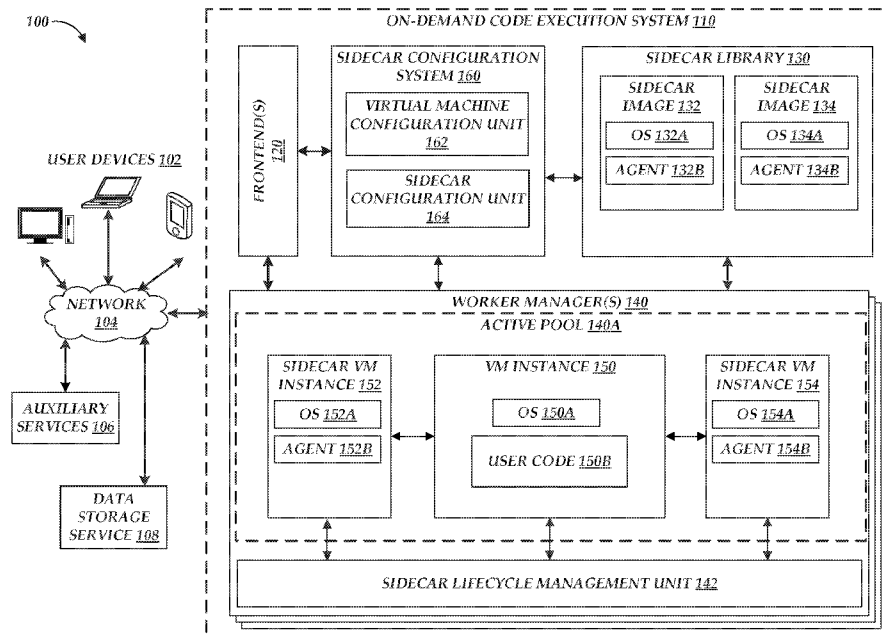 100
ON-DEMAND CODE EXECUTION SYSTEM 110
USER DEVICES 102
NETWORK
104
AUXILIARY
SERVICES 106
DATA
STORAGE
SERVICE 108
FRONTEND(S)
120
SIDECAR CONFIGURATION
SYSTEM 160
VIRTUAL MACHINE
CONFIGURATION UNIT
162
SIDECAR
CONFIGURATION UNIT
164
SIDECAR LIBRARY 130
SIDECAR
IMAGE 132
OS 132A
AGENT 132B
SIDECAR
IMAGE 134
OS 134A
AGENT 134B
WORKER MANAGER(S) 140
ACTIVE POOL 140A
SIDECAR VM
INSTANCE 152
OS 152A
AGENT 152B
VM INSTANCE 150
OS 150A
USER CODE 150B
SIDECAR VM
INSTANCE 154
OS 154A
AGENT 154B
SIDECAR LIFECYCLE MANAGEMENT UNIT 142